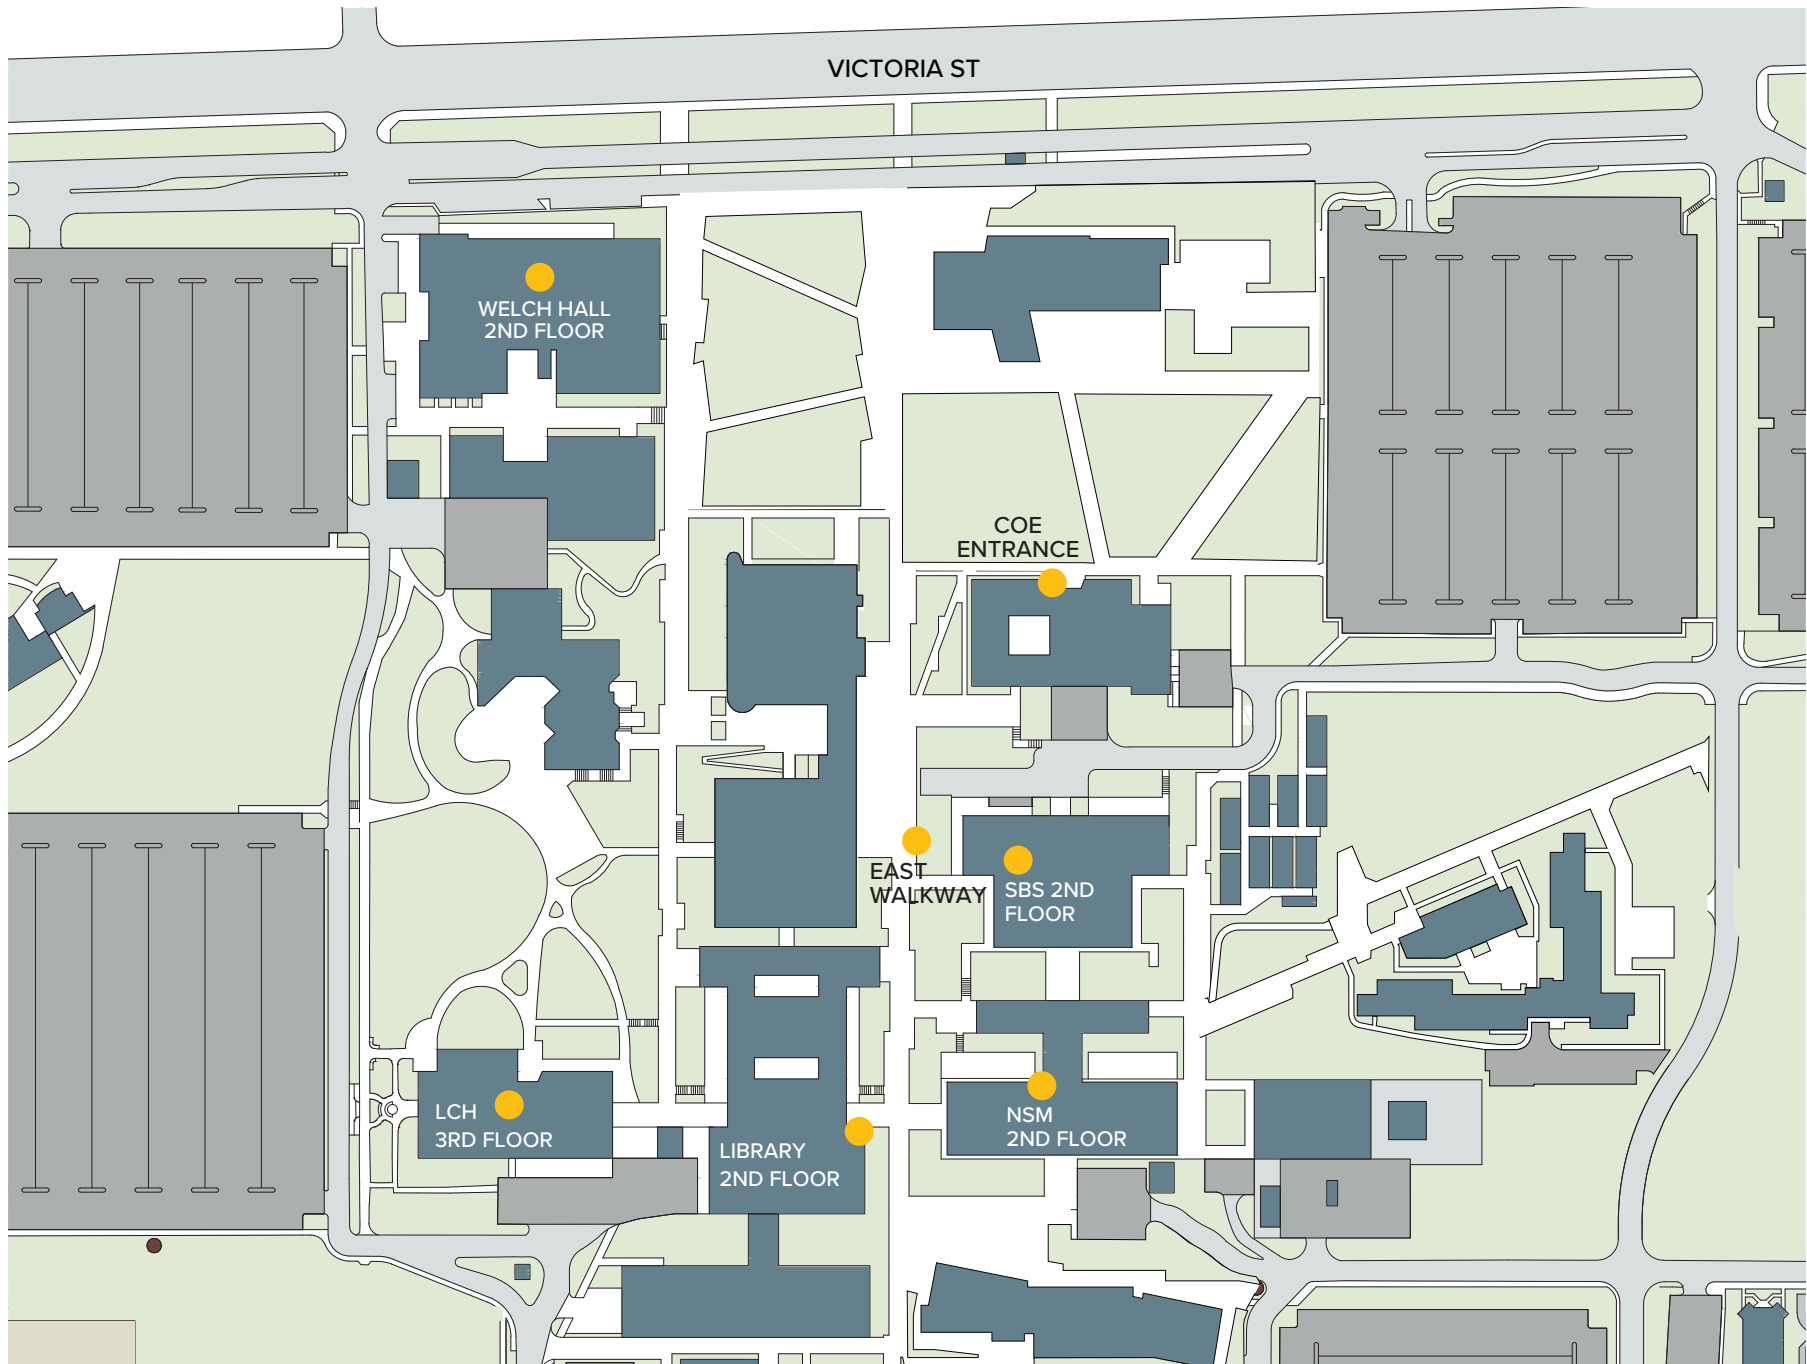 VICTORIA ST
WELCH HALL
2ND FLOOR
COE
ENTRANCE
EAST
WALKWAY
SBS 2ND
FLOOR
LCH
3RD FLOOR
NSM
2ND FLOOR
LIBRARY
2ND FLOOR